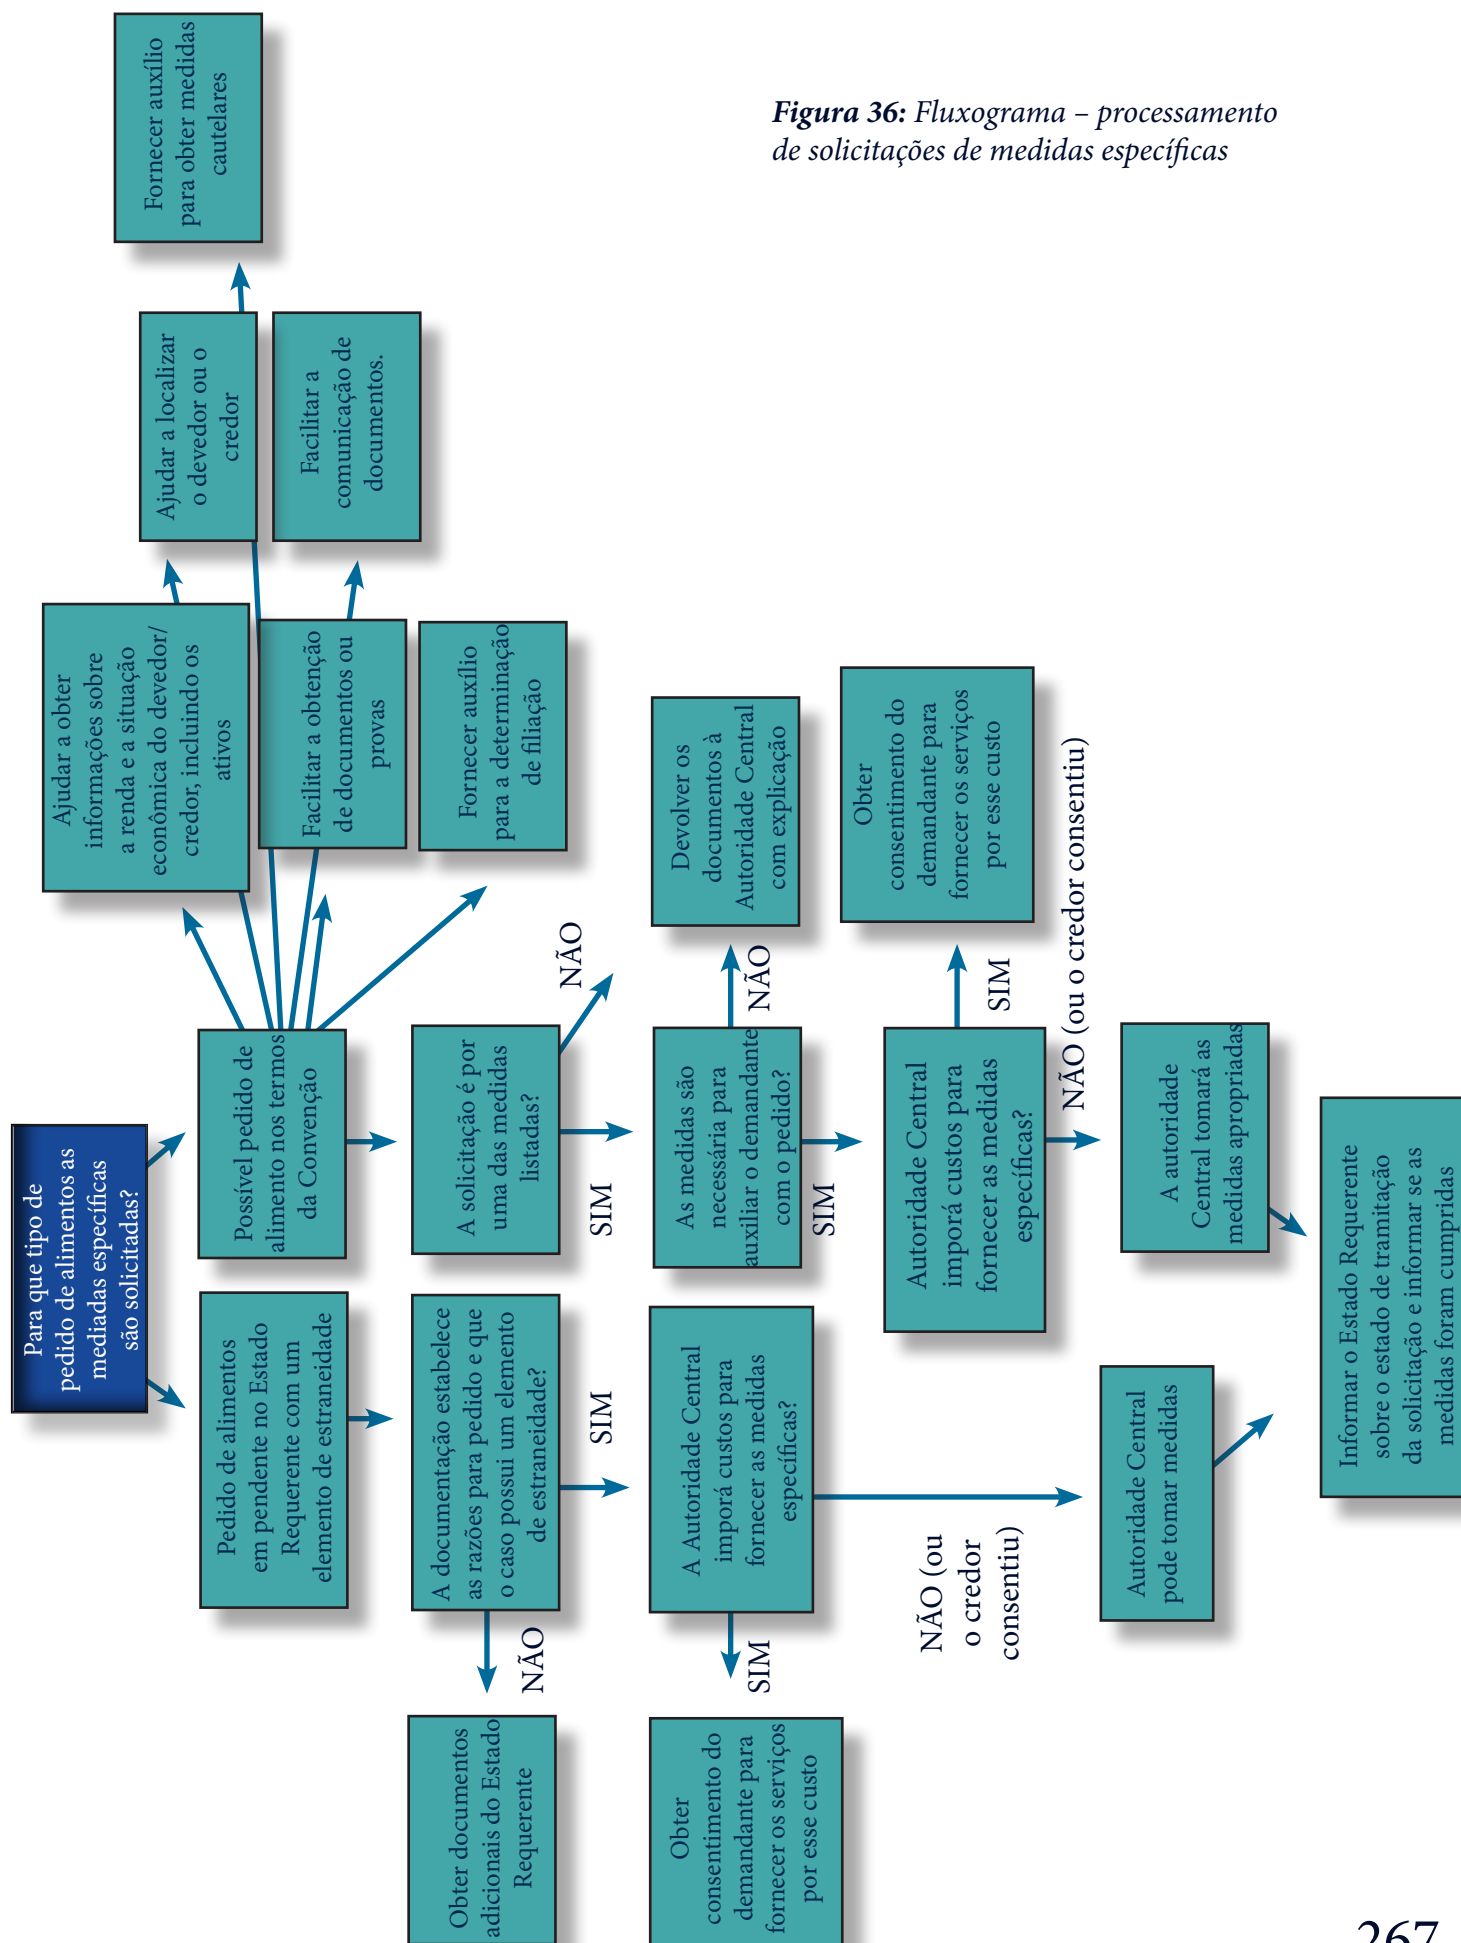 Figura 36: Fluxograma – processamento
de solicitações de medidas específicas
Para que tipo de
pedido de alimentos as
mediadas específicas
são solicitadas?
Pedido de alimentos
em pendente no Estado
Requerente com um
elemento de estraneidade
Possível pedido de
alimento nos termos
da Convenção
Ajudar a obter
informações sobre
a renda e a situação
econômica do devedor/
credor, incluindo os
ativos
Ajudar a localizar
o devedor ou o
credor
Fornecer auxílio
para obter medidas
cautelares
Facilitar a obtenção
de documentos ou
provas
Facilitar a
comunicação de
documentos.
Fornecer auxílio
para a determinação
de filiação
Obter documentos
adicionais do Estado
Requerente
NÃO
A documentação estabelece
as razões para pedido e que
o caso possui um elemento
de estraneidade?
SIM
A solicitação é por
uma das medidas
listadas?
SIM
NÃO
Obter
consentimento do
demandante para
fornecer os serviços
por esse custo
SIM
A Autoridade Central
imporá custos para
fornecer as medidas
específicas?
NÃO (ou
o credor
consentiu)
As medidas são
necessária para
auxiliar o demandante
com o pedido?
SIM
NÃO
Devolver os
documentos à
Autoridade Central
com explicação
Autoridade Central
imporá custos para
fornecer as medidas
específicas?
SIM
Obter
consentimento do
demandante para
fornecer os serviços
por esse custo
NÃO (ou o credor consentiu)
Autoridade Central
pode tomar medidas
A autoridade
Central tomará as
medidas apropriadas
Informar o Estado Requerente
sobre o estado de tramitação
da solicitação e informar se as
medidas foram cumpridas
267